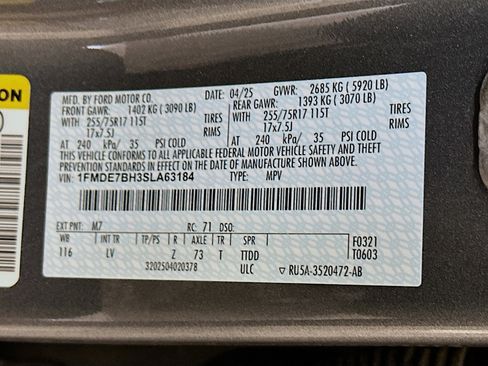 ON
MFD. BY FORD MOTOR CO. DATE: 04/25 GVWR: 2685 KG ( 5920 LB)
FRONT GAWR: 1402 KG ( 3090 LB) REAR GAWR: 1393 KG ( 3070 LB)
WITH 255/75R17 115T TIRES WITH 255/75R17 115T TIRES
17x7.5J RIMS 17x7.5J RIMS
AT 240 kPa/ 35 PSI COLD AT 240 kPa/ 35 PSI COLD
THIS VEHICLE CONFORMS TO ALL APPLICABLE FEDERAL MOTOR VEHICLE SAFETY AND THEFT
PREVENTION STANDARDS IN EFFECT ON THE DATE OF MANUFACTURE SHOWN ABOVE.
VIN: 1FMDE7BH3SLA63184 TYPE: MPV
EXT PNT: M7 RC: 71 DSO: F0321
WB INT TR TP/PS R AXLE TR SPR T0603
116 LV Z 73 T TTDD
3202504020378 ULC RU5A-3520472-AB